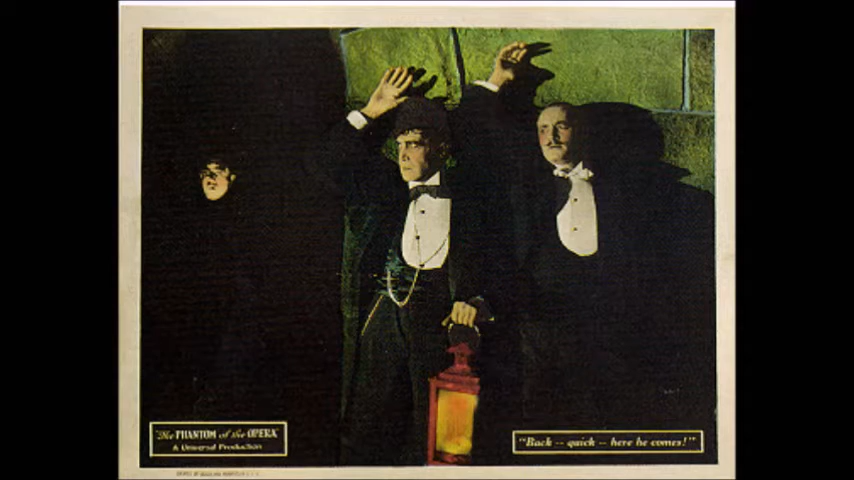 "The PHANTOM of the OPERA"
A Universal Production
"Back -- quick -- here he comes!"